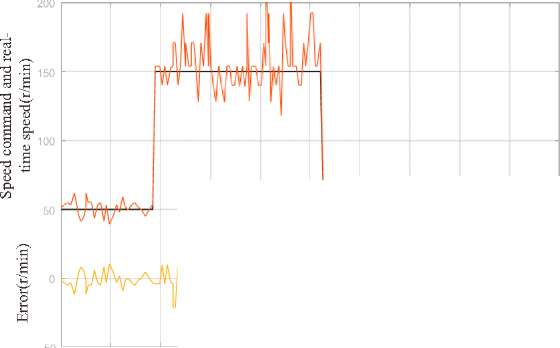 200
150
100
50
0
50
Speed command and real-
time speed(r/min)
Error(r/min)